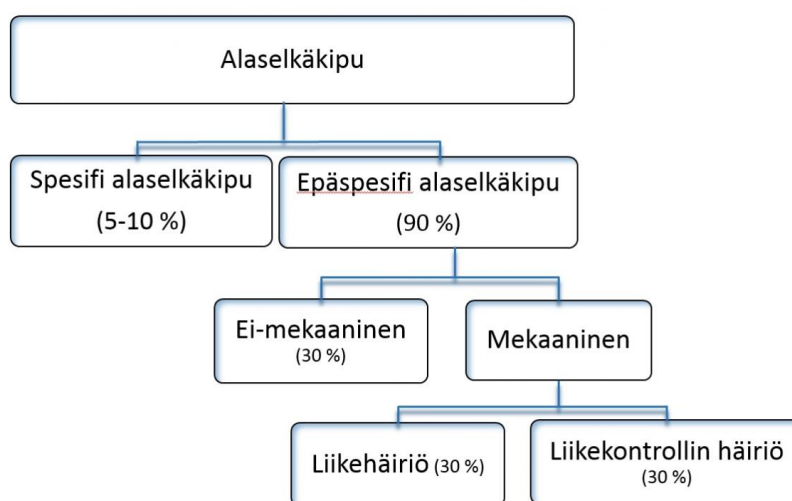 Alaselkäkipu
Spesifi alaselkäkipu
(5-10 %)
Epäspesifi alaselkäkipu
(90 %)
Ei-mekaaninen
(30 %)
Mekaaninen
Liikehäiriö (30 %)
Liikekontrollin häiriö
(30 %)